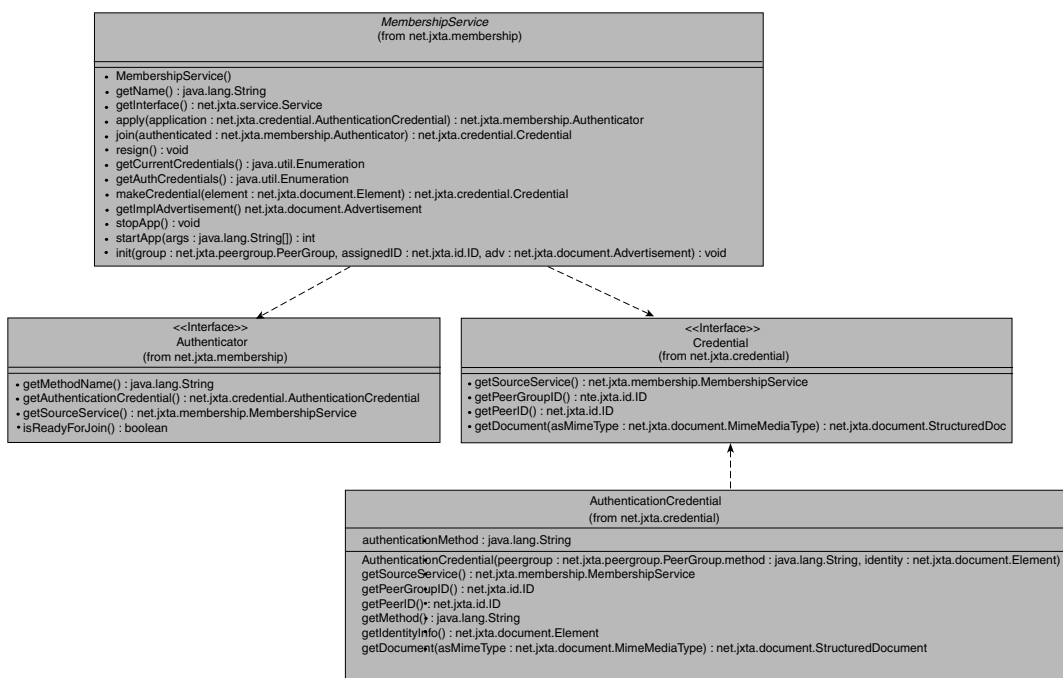 MembershipService
(from net.jxta.membership)
• MembershipService()
• getName() : java.lang.String
• getInterface() : net.jxta.service.Service
• apply(application : net.jxta.credential.AuthenticationCredential) : net.jxta.membership.Authenticator
• join(authenticated : net.jxta.membership.Authenticator) : net.jxta.credential.Credential
• resign() : void
• getCurrentCredentials() : java.util.Enumeration
• getAuthCredentials() : java.util.Enumeration
• makeCredential(element : net.jxta.document.Element) : net.jxta.credential.Credential
• getImplAdvertisement() net.jxta.document.Advertisement
• stopApp() : void
• startApp(args : java.lang.String[]) : int
• init(group : net.jxta.peergroup.PeerGroup, assignedID : net.jxta.id.ID, adv : net.jxta.document.Advertisement) : void
<<Interface>>
Authenticator
(from net.jxta.membership)
• getMethodName() : java.lang.String
• getAuthenticationCredential() : net.jxta.credential.AuthenticationCredential
• getSourceService() : net.jxta.membership.MembershipService
• isReadyForJoin() : boolean
<<Interface>>
Credential
(from net.jxta.credential)
• getSourceService() : net.jxta.membership.MembershipService
• getPeerGroupID() : nte.jxta.id.ID
• getPeerID() : net.jxta.id.ID
• getDocument(asMimeType : net.jxta.document.MimeMediaType) : net.jxta.document.StructuredDoc
AuthenticationCredential
(from net.jxta.credential)
authenticationMethod : java.lang.String
AuthenticationCredential(peergroup : net.jxta.peergroup.PeerGroup.method : java.lang.String, identity : net.jxta.document.Element)
getSourceService() : net.jxta.membership.MembershipService
getPeerGroupID() : net.jxta.id.ID
getPeerID() : net.jxta.id.ID
getMethod() : java.lang.String
getIdentityInfo() : net.jxta.document.Element
getDocument(asMimeType : net.jxta.document.MimeMediaType) : net.jxta.document.StructuredDocument